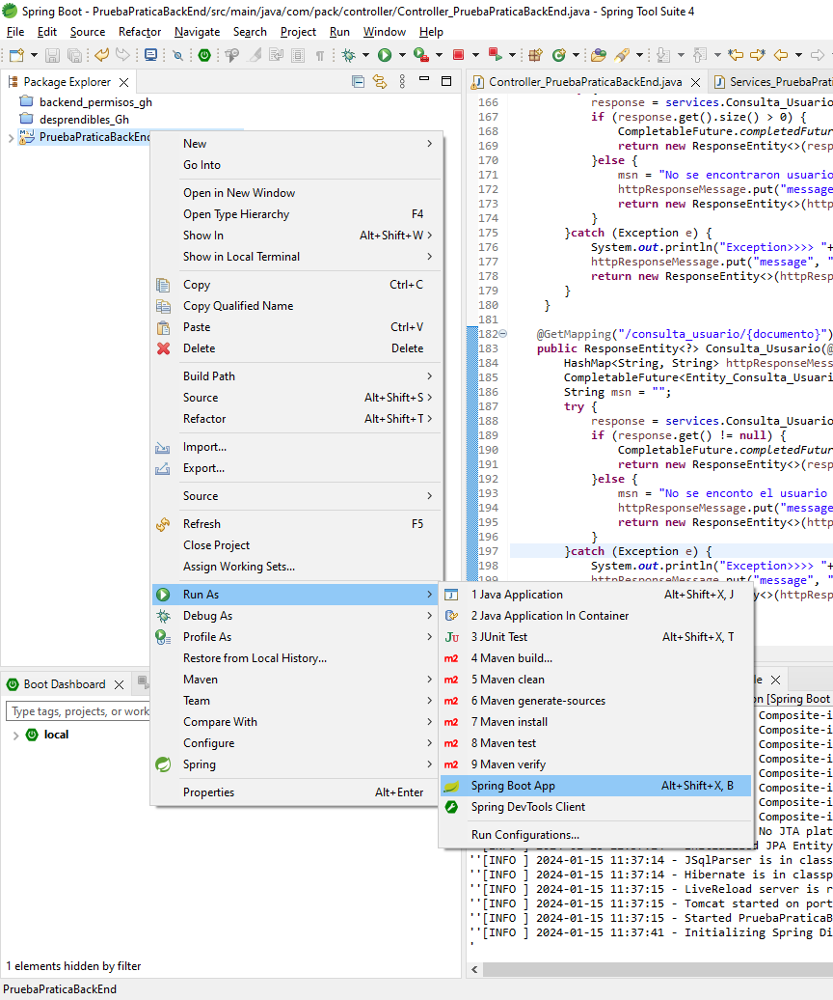 Spring Boot - PruebaPraticaBackEnd/src/main/java/com/pack/controller/Controller_PruebaPraticaBackEnd.java - Spring Tool Suite 4
File Edit Source Refactor Navigate Search Project Run Window Help
Package Explorer
backend_permisos_gh
desprendibles_Gh
PruebaPraticaBackEnd
New
Go Into
Open in New Window
Open Type Hierarchy F4
Show In Alt+Shift+W
Show in Local Terminal
Copy Ctrl+C
Copy Qualified Name
Paste Ctrl+V
Delete Delete
Build Path
Source Alt+Shift+S
Refactor Alt+Shift+T
Import...
Export...
Source
Refresh F5
Close Project
Assign Working Sets...
Run As
Debug As
Profile As
Restore from Local History...
Maven
Team
Compare With
Configure
Spring
Properties Alt+Enter
1 Java Application Alt+Shift+X, J
2 Java Application In Container
3 JUnit Test Alt+Shift+X, T
4 Maven build...
5 Maven clean
6 Maven generate-sources
7 Maven install
8 Maven test
9 Maven verify
Spring Boot App Alt+Shift+X, B
Spring DevTools Client
Run Configurations...
Controller_PruebaPraticaBackEnd.java Services_PruebaPrati
166 response = services.Consulta_Usuario
167 if (response.get().size() > 0) {
168 CompletableFuture.completedFutur
169 return new ResponseEntity<>(resp
170 }else {
171 msn = "No se encontraron usuario
172 httpResponseMessage.put("message
173 return new ResponseEntity<>(http
174 }
175 }catch (Exception e) {
176 System.out.println("Exception>>>> "+
177 httpResponseMessage.put("message", "
178 return new ResponseEntity<>(httpResp
179 }
180 }
181
182 @GetMapping("/consulta_usuario/{documento}")
183 public ResponseEntity<?> Consulta_Ususario(@
184 HashMap<String, String> httpResponseMess
185 CompletableFuture<Entity_Consulta_Usuari
186 String msn = "";
187 try {
188 response = services.Consulta_Usuario
189 if (response.get() != null) {
190 CompletableFuture.completedFutur
191 return new ResponseEntity<>(resp
192 }else {
193 msn = "No se enconto el usuario
194 httpResponseMessage.put("message
195 return new ResponseEntity<>(http
196 }
197 }catch (Exception e) {
198 System.out.println("Exception>>>> "+
199 httpResponseMessage.put("message", "
y<>(httpResp
Boot Dashboard
Type tags, projects, or work
local
1 elements hidden by filter
le
on [Spring Boot
Composite-i
Composite-i
Composite-i
Composite-i
Composite-i
Composite-i
Composite-i
Composite-i
No JTA plat
''[INFO ] 2024-01-15 11:37:14 - Initialized JPA Entity
''[INFO ] 2024-01-15 11:37:14 - JSqlParser is in class
''[INFO ] 2024-01-15 11:37:14 - Hibernate is in classp
''[INFO ] 2024-01-15 11:37:15 - LiveReload server is r
''[INFO ] 2024-01-15 11:37:15 - Tomcat started on port
''[INFO ] 2024-01-15 11:37:15 - Started PruebaPraticaB
''[INFO ] 2024-01-15 11:37:41 - Initializing Spring Di
'
PruebaPraticaBackEnd